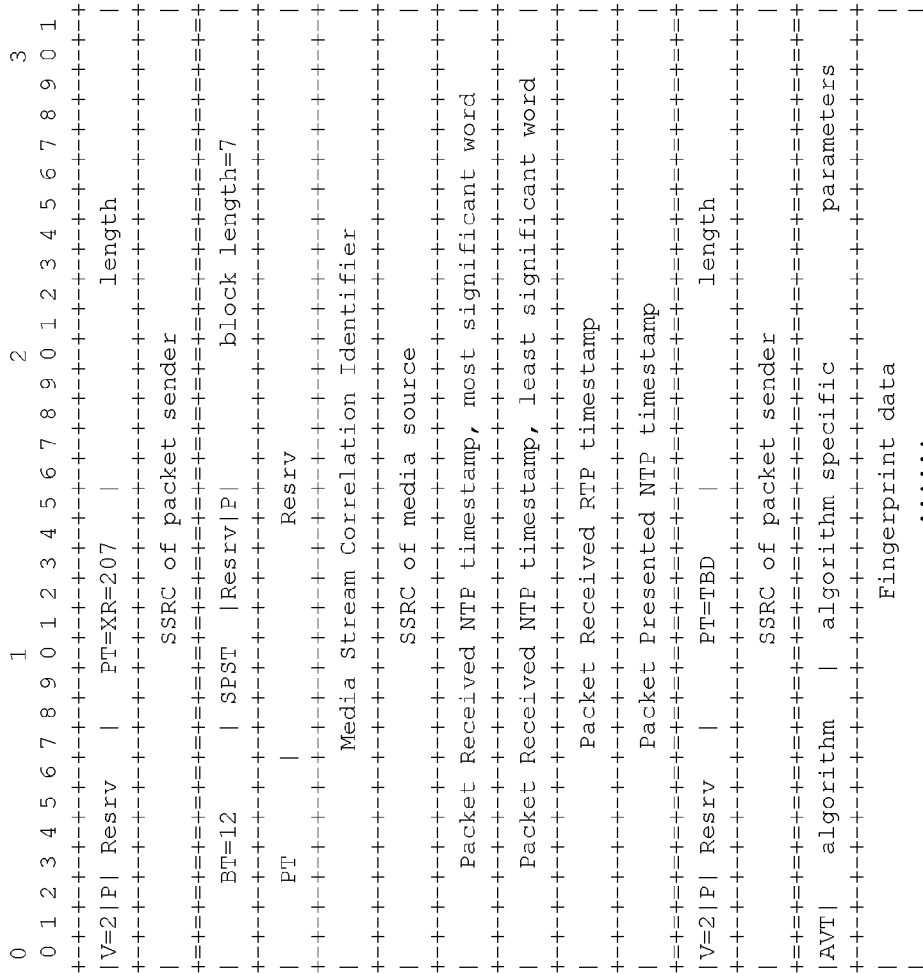 0                   1                   2                   3
 0 1 2 3 4 5 6 7 8 9 0 1 2 3 4 5 6 7 8 9 0 1 2 3 4 5 6 7 8 9 0 1
+-+-+-+-+-+-+-+-+-+-+-+-+-+-+-+-+-+-+-+-+-+-+-+-+-+-+-+-+-+-+-+-+
|V=2|P| Resrv   |   PT=XR=207   |             length            |
+-+-+-+-+-+-+-+-+-+-+-+-+-+-+-+-+-+-+-+-+-+-+-+-+-+-+-+-+-+-+-+-+
|                     SSRC of packet sender                     |
+=+=+=+=+=+=+=+=+=+=+=+=+=+=+=+=+=+=+=+=+=+=+=+=+=+=+=+=+=+=+=+=+
|     BT=12     | SPST  |Resrv|P|         block length=7        |
+-+-+-+-+-+-+-+-+-+-+-+-+-+-+-+-+-+-+-+-+-+-+-+-+-+-+-+-+-+-+-+-+
|     PT      |              Resrv                              |
+-+-+-+-+-+-+-+-+-+-+-+-+-+-+-+-+-+-+-+-+-+-+-+-+-+-+-+-+-+-+-+-+
|              Media Stream Correlation Identifier              |
+-+-+-+-+-+-+-+-+-+-+-+-+-+-+-+-+-+-+-+-+-+-+-+-+-+-+-+-+-+-+-+-+
|                     SSRC of media source                      |
+-+-+-+-+-+-+-+-+-+-+-+-+-+-+-+-+-+-+-+-+-+-+-+-+-+-+-+-+-+-+-+-+
|      Packet Received NTP timestamp, most significant word     |
+-+-+-+-+-+-+-+-+-+-+-+-+-+-+-+-+-+-+-+-+-+-+-+-+-+-+-+-+-+-+-+-+
|      Packet Received NTP timestamp, least significant word    |
+-+-+-+-+-+-+-+-+-+-+-+-+-+-+-+-+-+-+-+-+-+-+-+-+-+-+-+-+-+-+-+-+
|              Packet Received RTP timestamp                    |
+-+-+-+-+-+-+-+-+-+-+-+-+-+-+-+-+-+-+-+-+-+-+-+-+-+-+-+-+-+-+-+-+
|              Packet Presented NTP timestamp                   |
+=+=+=+=+=+=+=+=+=+=+=+=+=+=+=+=+=+=+=+=+=+=+=+=+=+=+=+=+=+=+=+=+
|V=2|P| Resrv   |     PT=TBD    |             length            |
+-+-+-+-+-+-+-+-+-+-+-+-+-+-+-+-+-+-+-+-+-+-+-+-+-+-+-+-+-+-+-+-+
|                     SSRC of packet sender                     |
+=+=+=+=+=+=+=+=+=+=+=+=+=+=+=+=+=+=+=+=+=+=+=+=+=+=+=+=+=+=+=+=+
| AVT|  algorithm   |  algorithm specific          parameters   |
+-+-+-+-+-+-+-+-+-+-+-+-+-+-+-+-+-+-+-+-+-+-+-+-+-+-+-+-+-+-+-+-+
|                        Fingerprint data                       |
|                             .......                           |